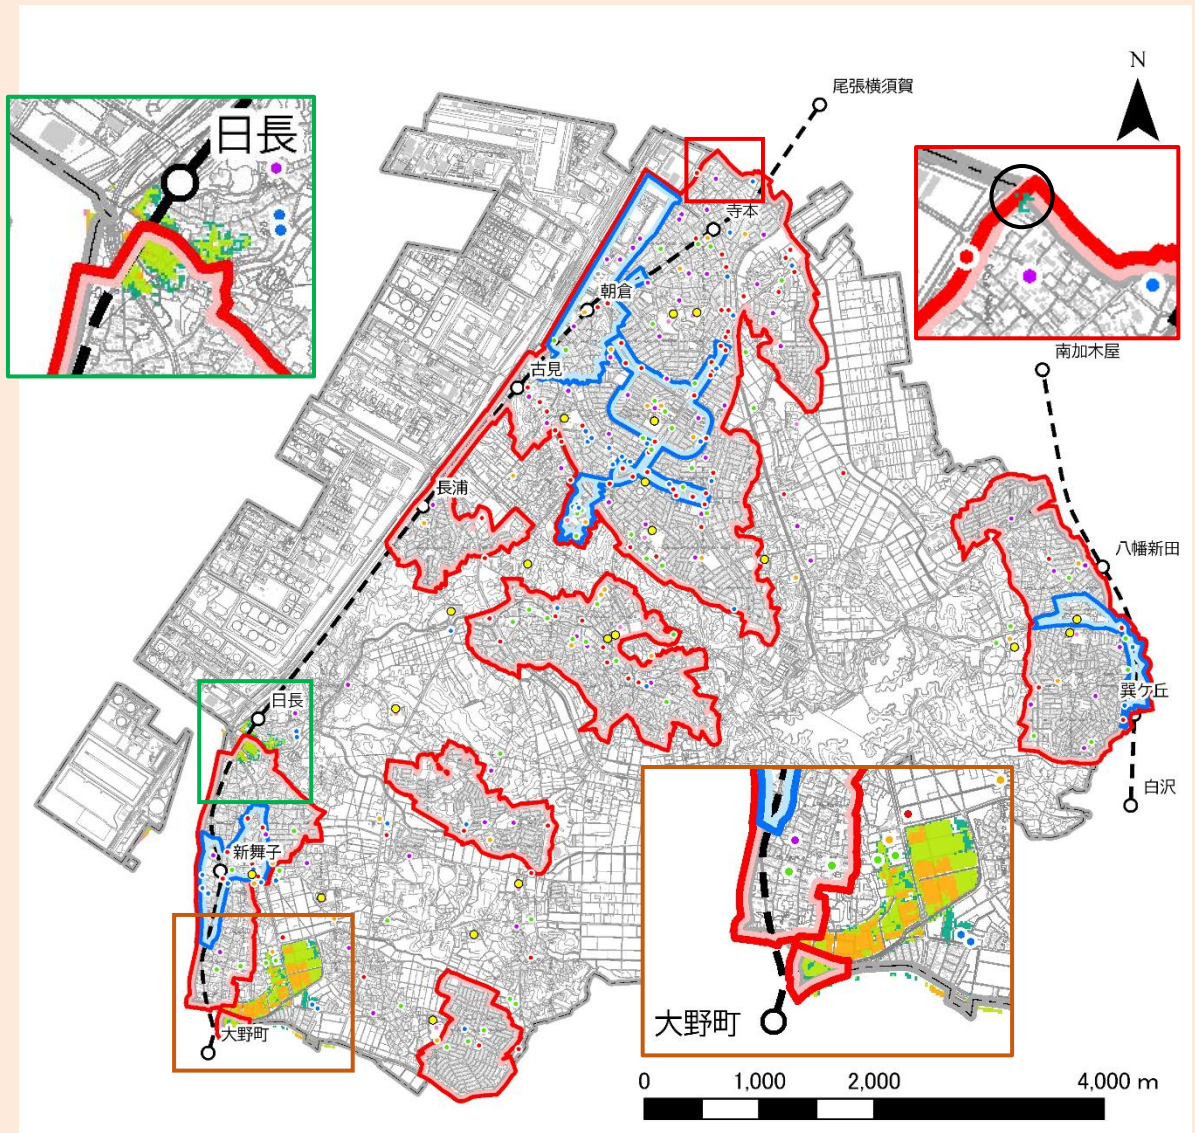 尾張横須賀
N
日長
寺本
朝倉
南加木屋
古見
長浦
八幡新田
巽ケ丘
日長
白沢
新舞子
大野町
大野町
0 1,000 2,000 4,000 m